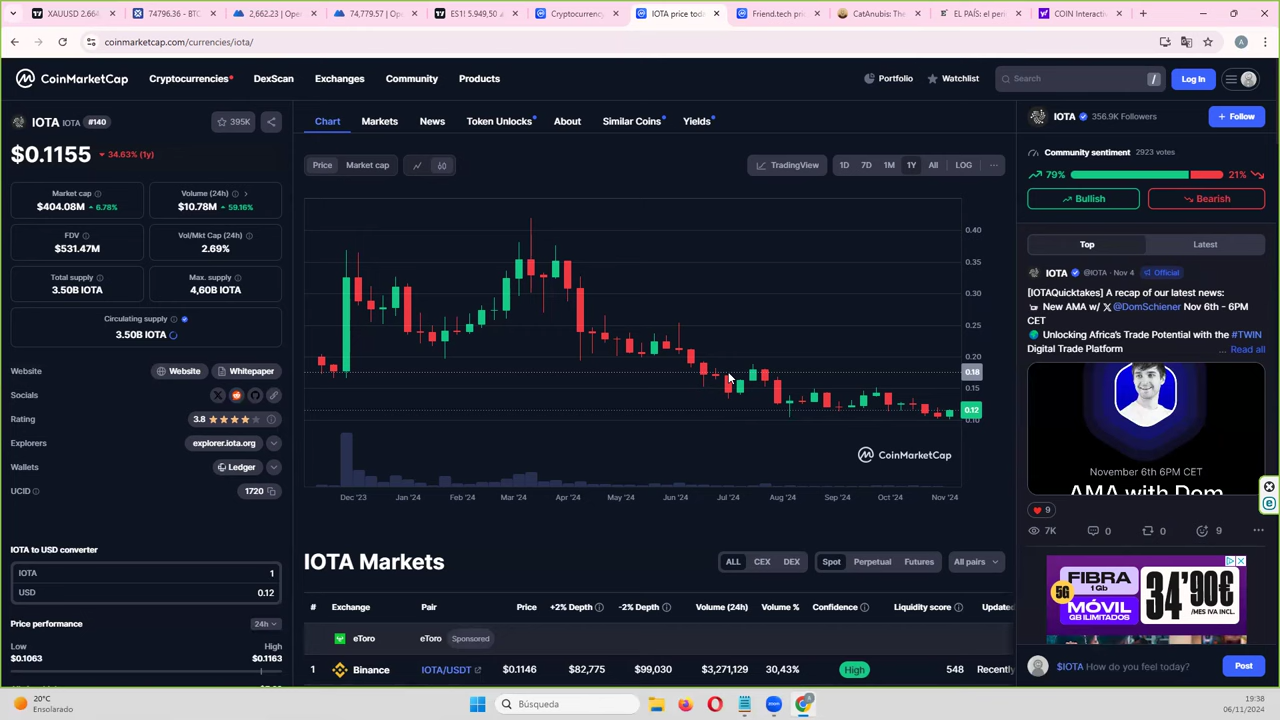 XAUUSD 2.664
74796.36 - BTC
2,662.23 | Ope
74,779.57 | Ope
ES1! 5.949,50
Cryptocurrency
IOTA price toda
Friend.tech pric
CatAnubis: The
EL PAÍS: el peri
COIN Interactiv
coinmarketcap.com/currencies/iota/
A
CoinMarketCap
Cryptocurrencies
DexScan
Exchanges
Community
Products
Portfolio
Watchlist
Search
/
Log In
IOTA IOTA #140
395K
$0.1155
34.63% (1y)
Market cap
$404.08M 6.78%
Volume (24h)
$10.78M 59.16%
FDV
$531.47M
Vol/Mkt Cap (24h)
2.69%
Total supply
3.50B IOTA
Max. supply
4,60B IOTA
Circulating supply
3.50B IOTA
Website
Website
Whitepaper
Socials
Rating
3.8
Explorers
explorer.iota.org
Wallets
Ledger
UCID
1720
IOTA to USD converter
IOTA
1
USD
0.12
Price performance
24h
Low
$0.1063
High
$0.1163
Chart
Markets
News
Token Unlocks
About
Similar Coins
Yields
Price
Market cap
TradingView
1D
7D
1M
1Y
All
LOG
0.40
0.35
0.30
0.25
0.20
0.18
0.15
0.12
0.10
CoinMarketCap
Dec '23
Jan '24
Feb '24
Mar '24
Apr '24
May '24
Jun '24
Jul '24
Aug '24
Sep '24
Oct '24
Nov '24
IOTA Markets
ALL
CEX
DEX
Spot
Perpetual
Futures
All pairs
# Exchange Pair Price +2% Depth -2% Depth Volume (24h) Volume % Confidence Liquidity score Updated
eToro eToro Sponsored
1 Binance IOTA/USDT $0.1146 $82,775 $99,030 $3,271,129 30,43% High 548 Recently
IOTA 356.9K Followers
Follow
Community sentiment 2923 votes
79%
21%
Bullish
Bearish
Top
Latest
IOTA @IOTA · Nov 4 Official
[IOTAQuicktakes] A recap of our latest news:
New AMA w/ X @DomSchiener Nov 6th - 6PM
CET
Unlocking Africa's Trade Potential with the #TWIN
Digital Trade Platform
... Read all
November 6th 6PM CET
AMA with Dom
9
7K
0
0
9
5G
FIBRA
1 Gb
MÓVIL
GB ILIMITADOS
34'90€
/MES IVA INCL.
$IOTA How do you feel today?
Post
20°C
Ensolarado
Búsqueda
19:38
06/11/2024